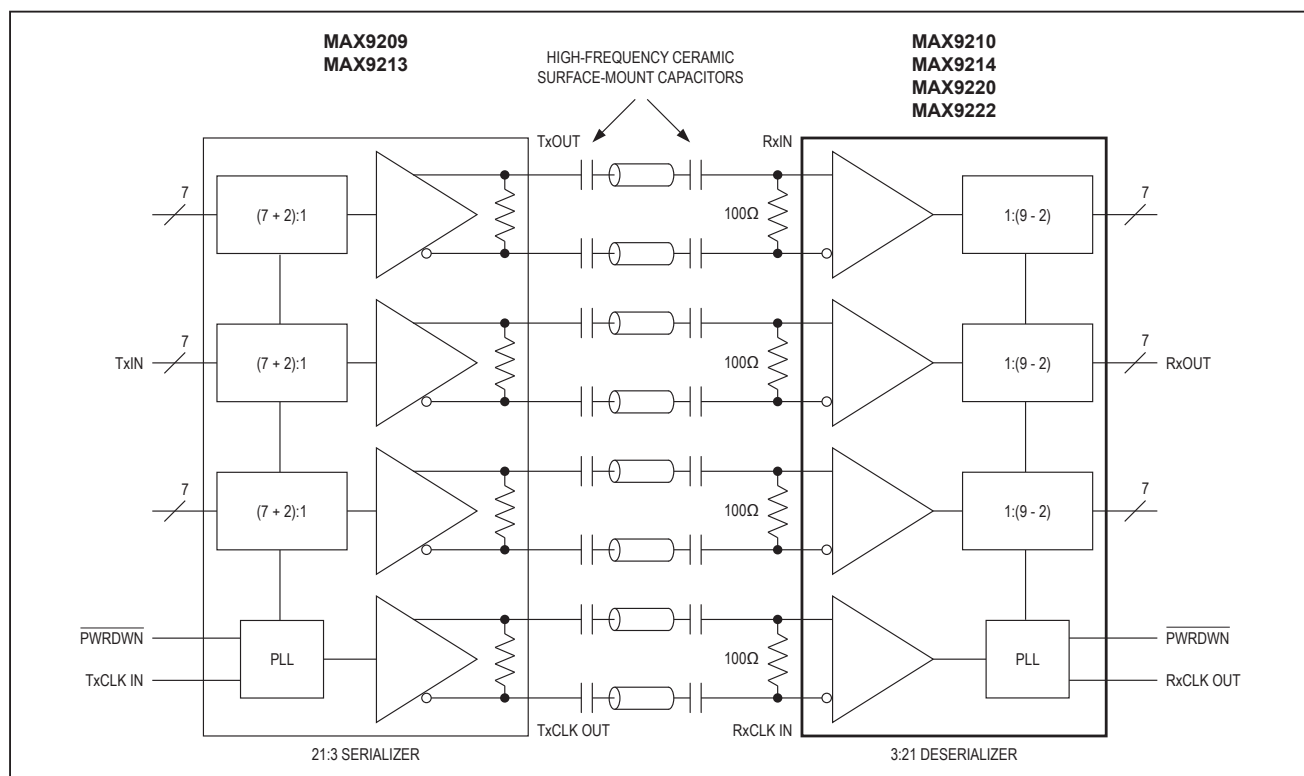 MAX9209
MAX9213
HIGH-FREQUENCY CERAMIC
SURFACE-MOUNT CAPACITORS
MAX9210
MAX9214
MAX9220
MAX9222
TxOUT
RxIN
7
(7 + 2):1
100Ω
1:(9 - 2)
7
TxIN
7
(7 + 2):1
100Ω
1:(9 - 2)
7
RxOUT
7
(7 + 2):1
100Ω
1:(9 - 2)
7
PWRDWN
TxCLK IN
PLL
100Ω
PLL
PWRDWN
RxCLK OUT
TxCLK OUT
RxCLK IN
21:3 SERIALIZER
3:21 DESERIALIZER